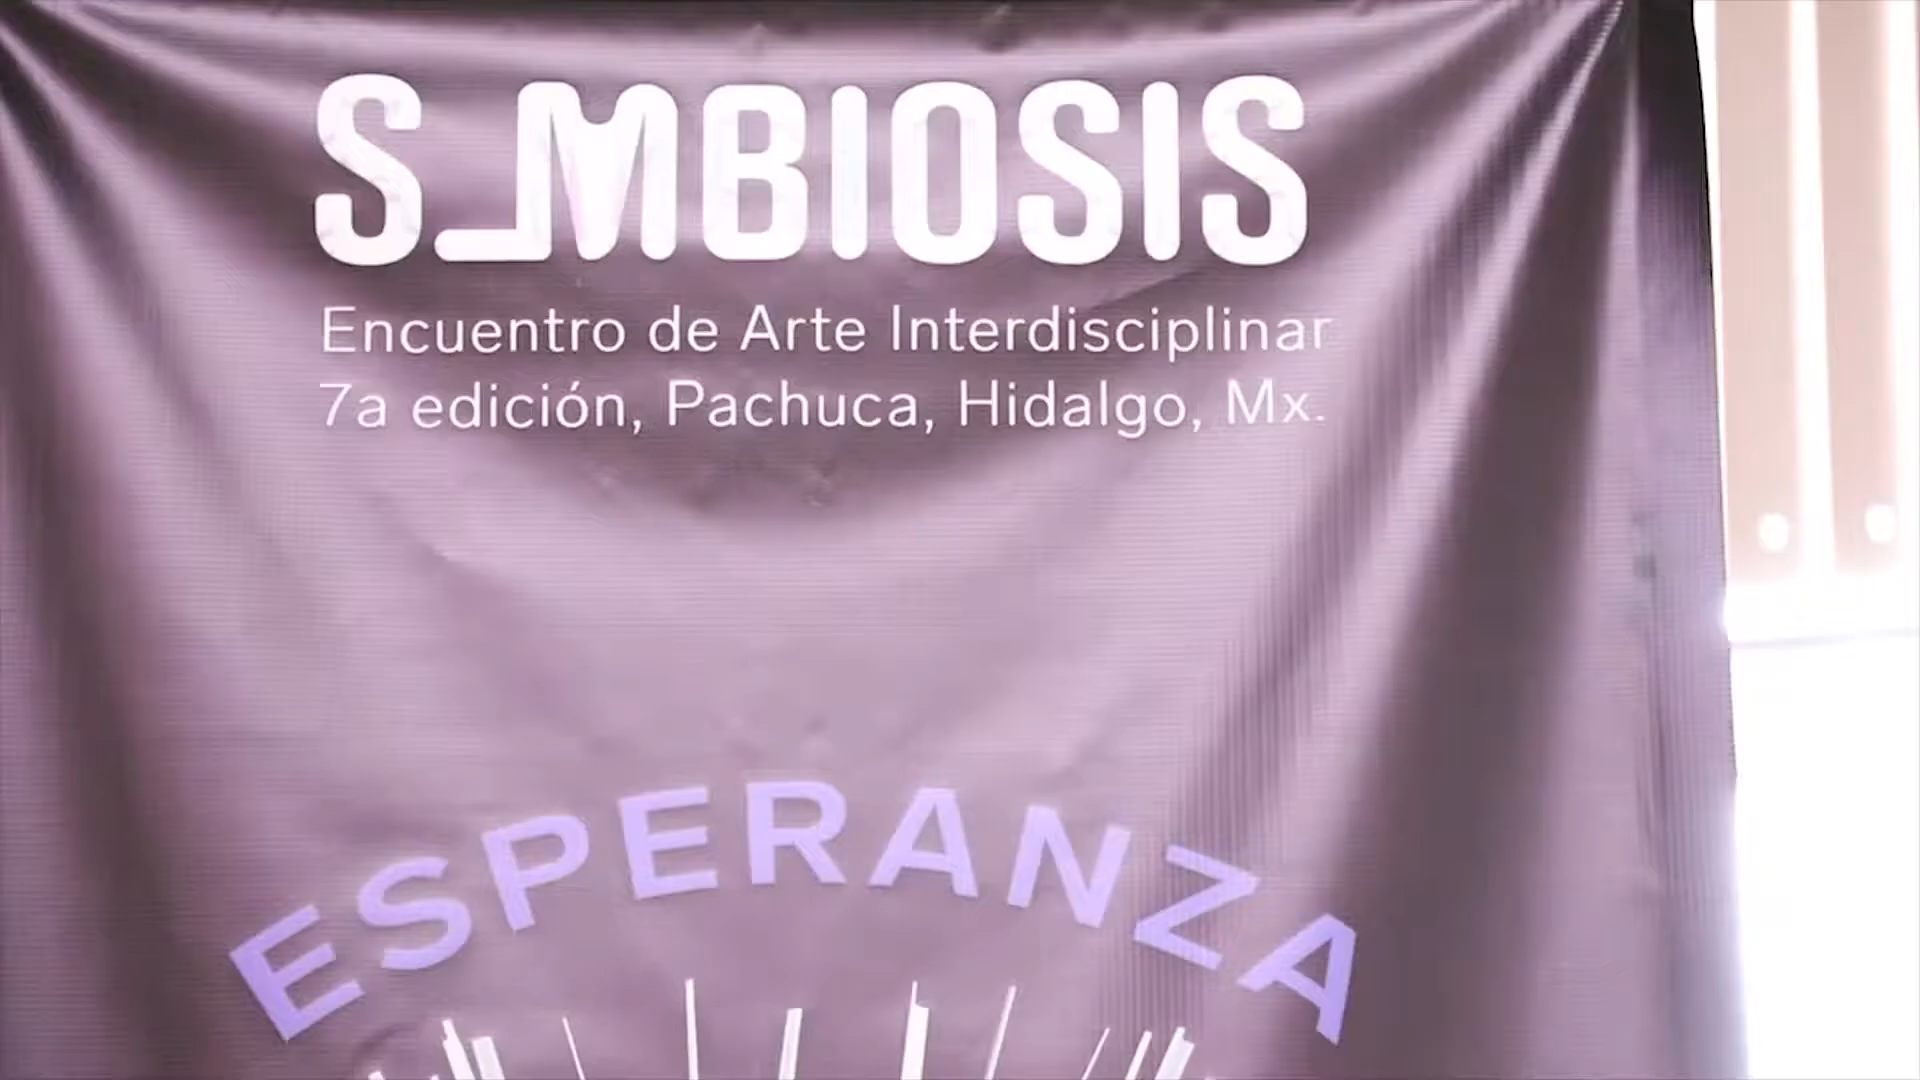 S_MBIOSIS
Encuentro de Arte Interdisciplinar
7a edición, Pachuca, Hidalgo, Mx.
ESPERANZA